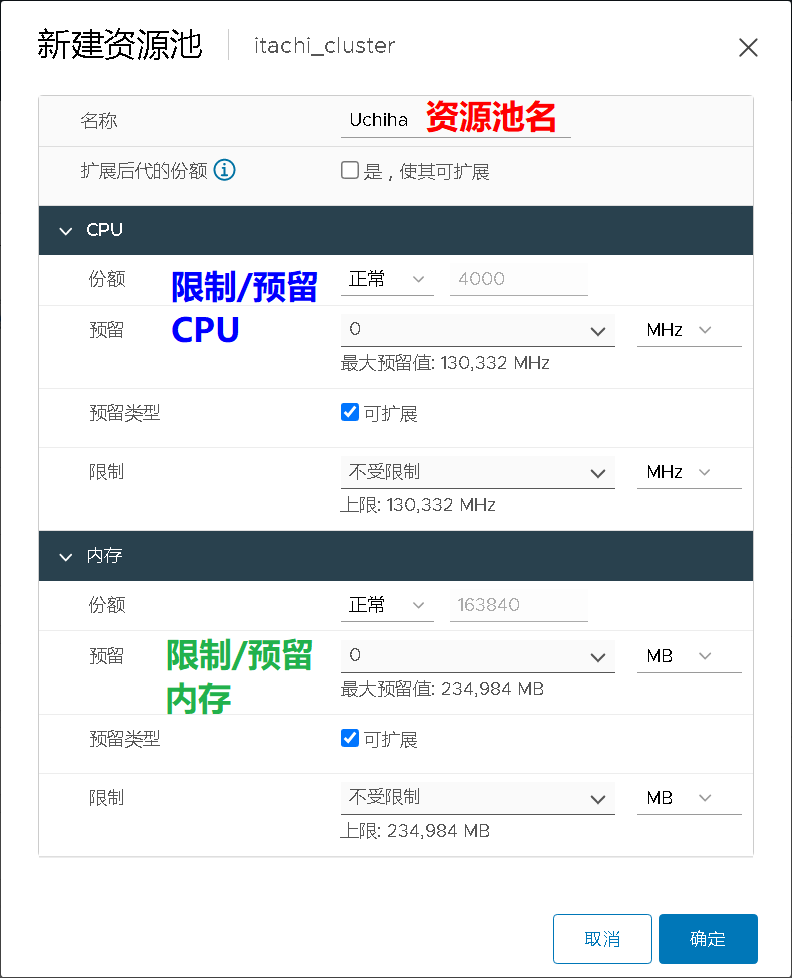 新建资源池 itachi_cluster
名称 Uchiha 资源池名
扩展后代的份额 是，使其可扩展
CPU
份额 正常 4000
限制/预留
CPU
预留 0 MHz
最大预留值: 130,332 MHz
预留类型 可扩展
限制 不受限制 MHz
上限: 130,332 MHz
内存
份额 正常 163840
预留 0 MB
限制/预留
内存
最大预留值: 234,984 MB
预留类型 可扩展
限制 不受限制 MB
上限: 234,984 MB
取消 确定